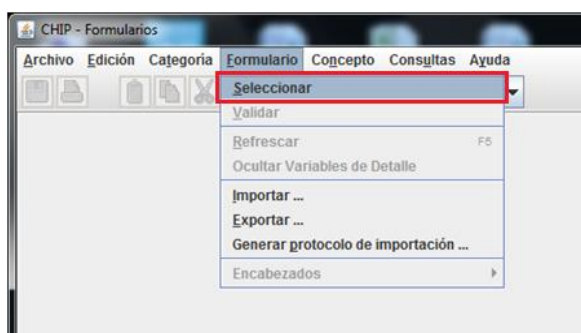 CHIP - Formularios
Archivo Edición Categoría Formulario Concepto Consultas Ayuda
Seleccionar
Validar
Refrescar F5
Ocultar Variables de Detalle
Importar ...
Exportar ...
Generar protocolo de importación ...
Encabezados